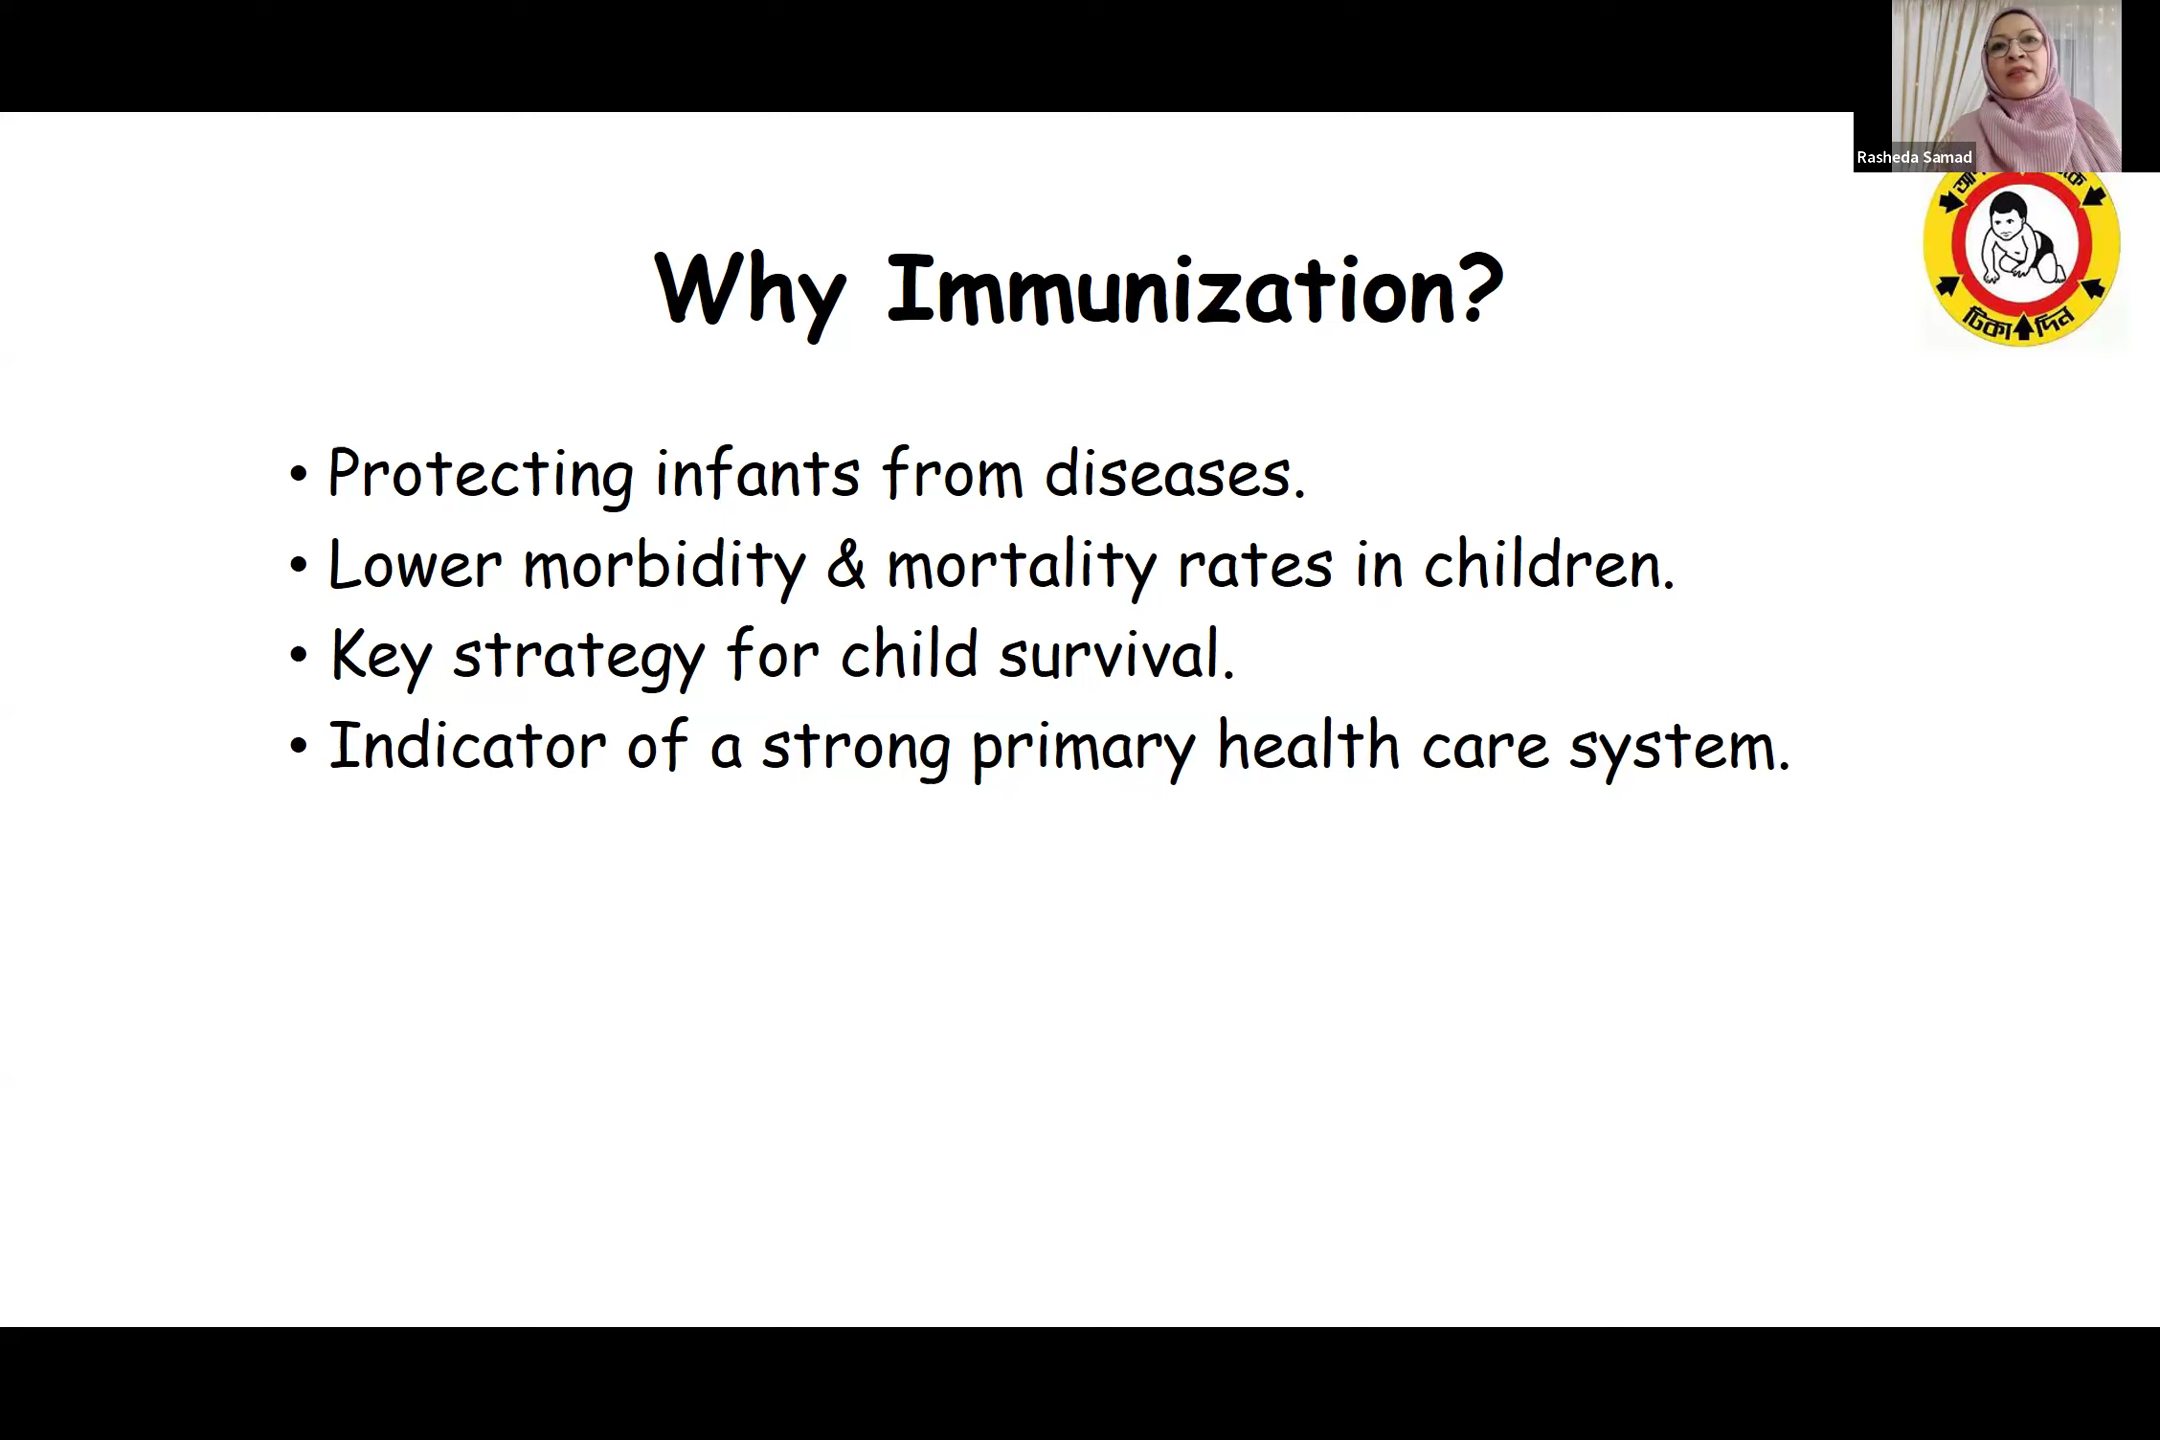 Rasheda Samad
Why Immunization?
• Protecting infants from diseases.
• Lower morbidity & mortality rates in children.
• Key strategy for child survival.
• Indicator of a strong primary health care system.
টিকা দিন